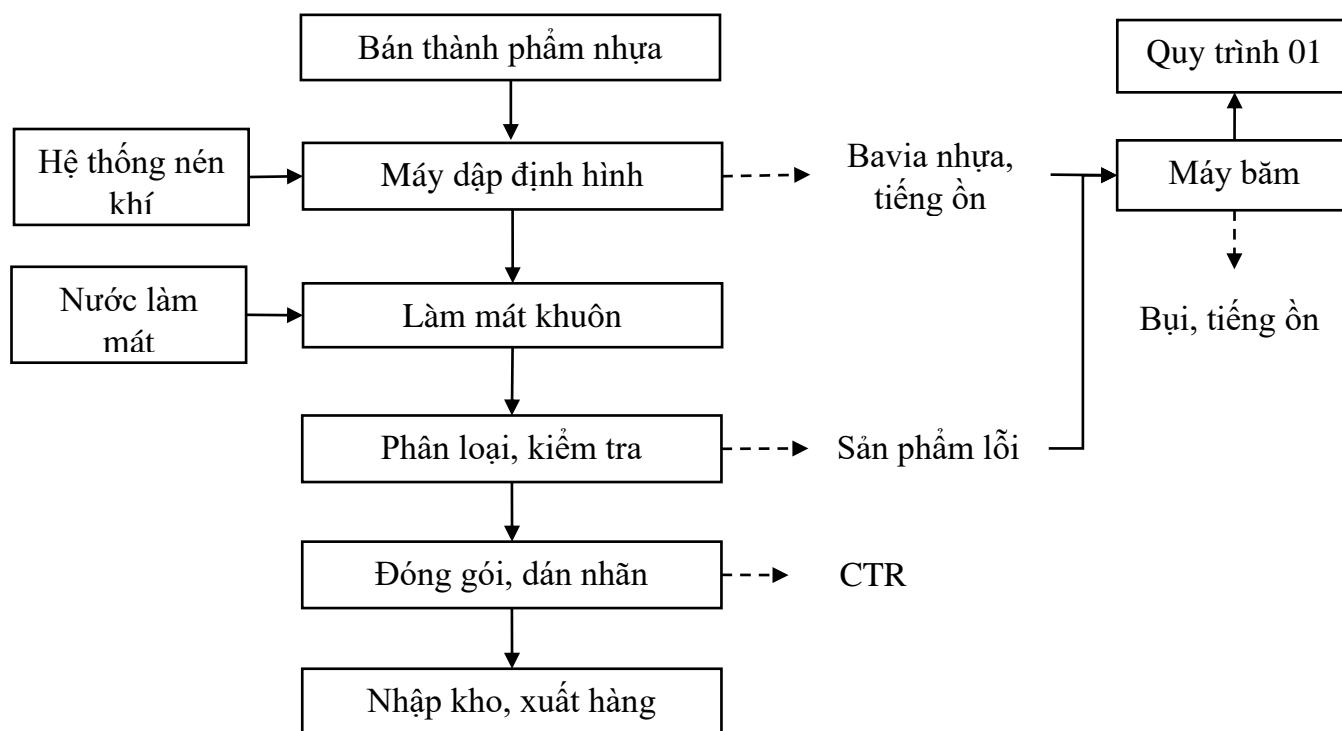 Bán thành phẩm nhựa
Quy trình 01
Hệ thống nén
khí
Máy dập định hình
Bavia nhựa,
tiếng ồn
Máy băm
Nước làm
mát
Làm mát khuôn
Bụi, tiếng ồn
Phân loại, kiểm tra
Sản phẩm lỗi
Đóng gói, dán nhãn
CTR
Nhập kho, xuất hàng